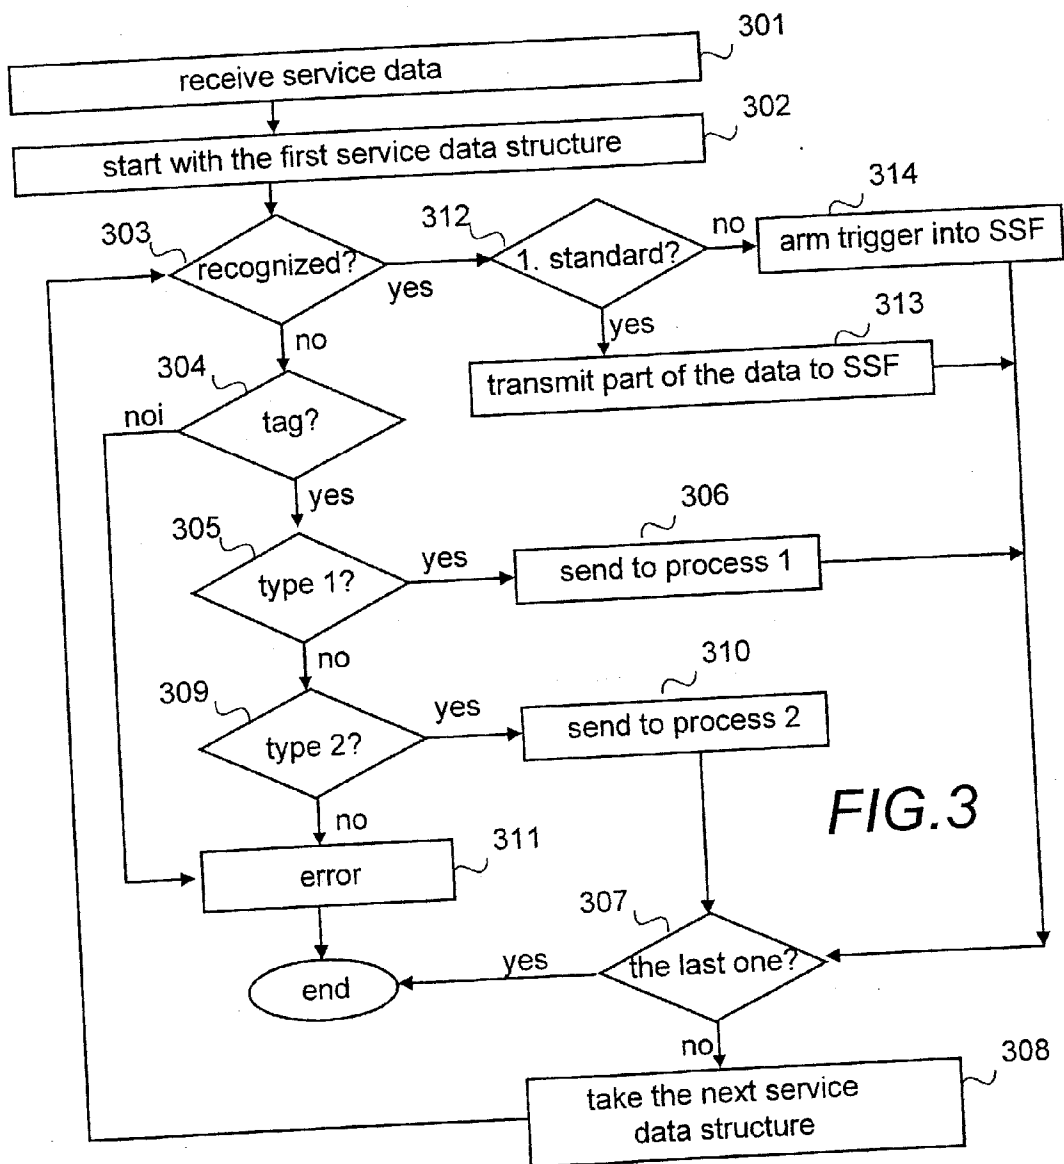 301
receive service data
302
start with the first service data structure
303
recognized?
yes
312
1. standard?
no
314
arm trigger into SSF
yes
313
transmit part of the data to SSF
no
304
noi
tag?
yes
305
type 1?
yes
306
send to process 1
no
309
type 2?
yes
310
send to process 2
no
311
error
FIG.3
307
the last one?
yes
end
no
308
take the next service
data structure